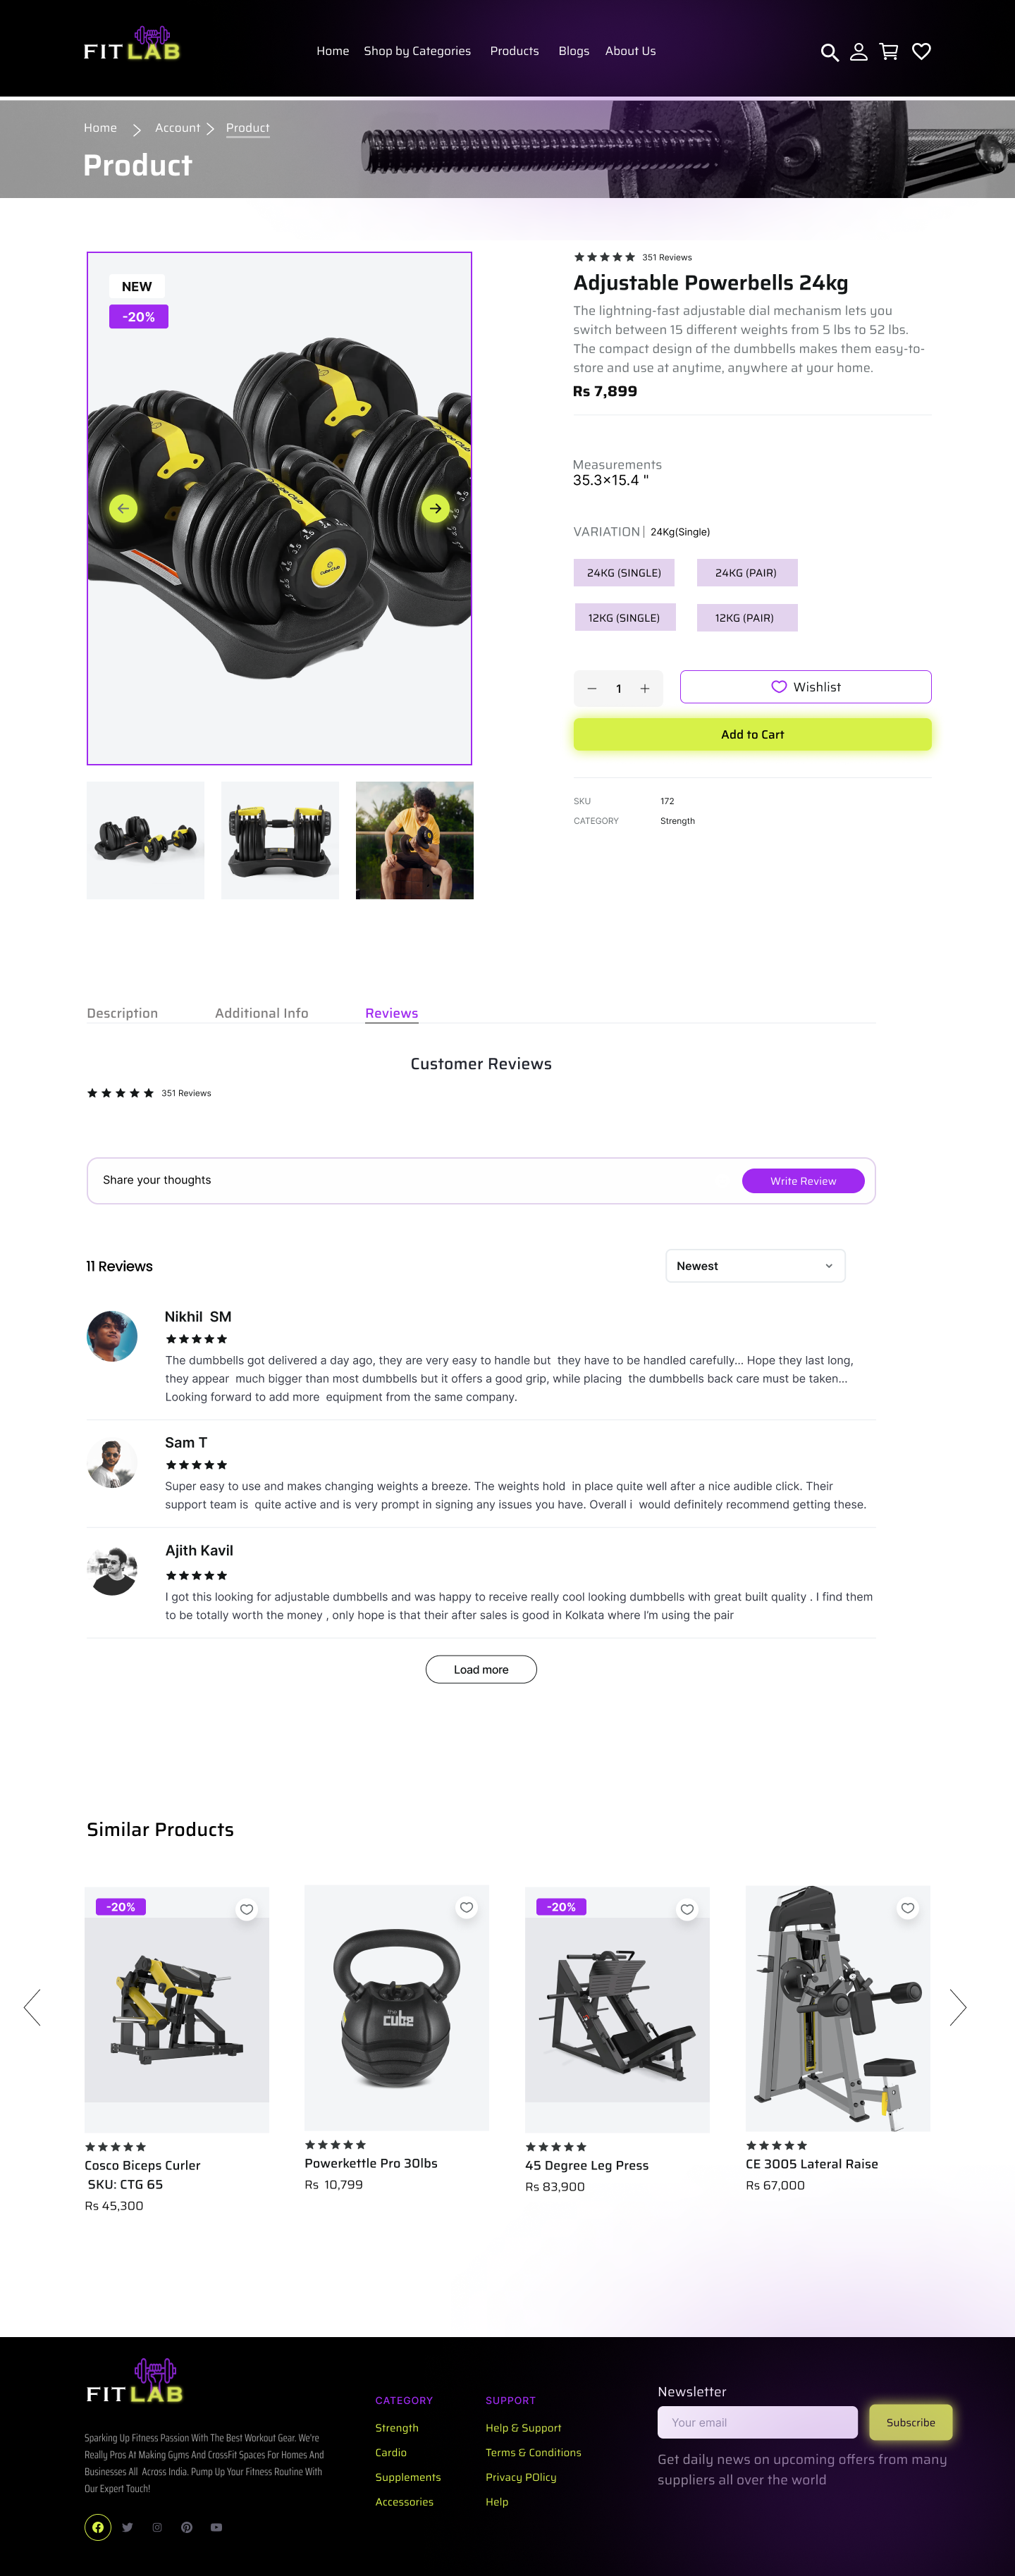 FITLAB
Home Shop by Categories Products Blogs About Us
Home Account Product
Product
NEW
-20%
351 Reviews
Adjustable Powerbells 24kg
The lightning-fast adjustable dial mechanism lets you
switch between 15 different weights from 5 lbs to 52 lbs.
The compact design of the dumbbells makes them easy-to-
store and use at anytime, anywhere at your home.
Rs 7,899
Measurements
35.3×15.4 "
VARIATION| 24Kg(Single)
24KG (SINGLE) 24KG (PAIR)
12KG (SINGLE) 12KG (PAIR)
1
Wishlist
Add to Cart
SKU 172
CATEGORY Strength
Description Additional Info Reviews
Customer Reviews
351 Reviews
Share your thoughts
Write Review
11 Reviews
Newest
Nikhil SM
The dumbbells got delivered a day ago, they are very easy to handle but they have to be handled carefully... Hope they last long,
they appear much bigger than most dumbbells but it offers a good grip, while placing the dumbbells back care must be taken...
Looking forward to add more equipment from the same company.
Sam T
Super easy to use and makes changing weights a breeze. The weights hold in place quite well after a nice audible click. Their
support team is quite active and is very prompt in signing any issues you have. Overall i would definitely recommend getting these.
Ajith Kavil
I got this looking for adjustable dumbbells and was happy to receive really cool looking dumbbells with great built quality . I find them
to be totally worth the money , only hope is that their after sales is good in Kolkata where I'm using the pair
Load more
Similar Products
-20%
the cube
-20%
Cosco Biceps Curler
SKU: CTG 65
Rs 45,300
Powerkettle Pro 30lbs
Rs 10,799
45 Degree Leg Press
Rs 83,900
CE 3005 Lateral Raise
Rs 67,000
FITLAB
Sparking Up Fitness Passion With The Best Workout Gear. We're
Really Pros At Making Gyms And CrossFit Spaces For Homes And
Businesses All Across India. Pump Up Your Fitness Routine With
Our Expert Touch!
CATEGORY
Strength
Cardio
Supplements
Accessories
SUPPORT
Help & Support
Terms & Conditions
Privacy POlicy
Help
Newsletter
Your email
Subscribe
Get daily news on upcoming offers from many
suppliers all over the world